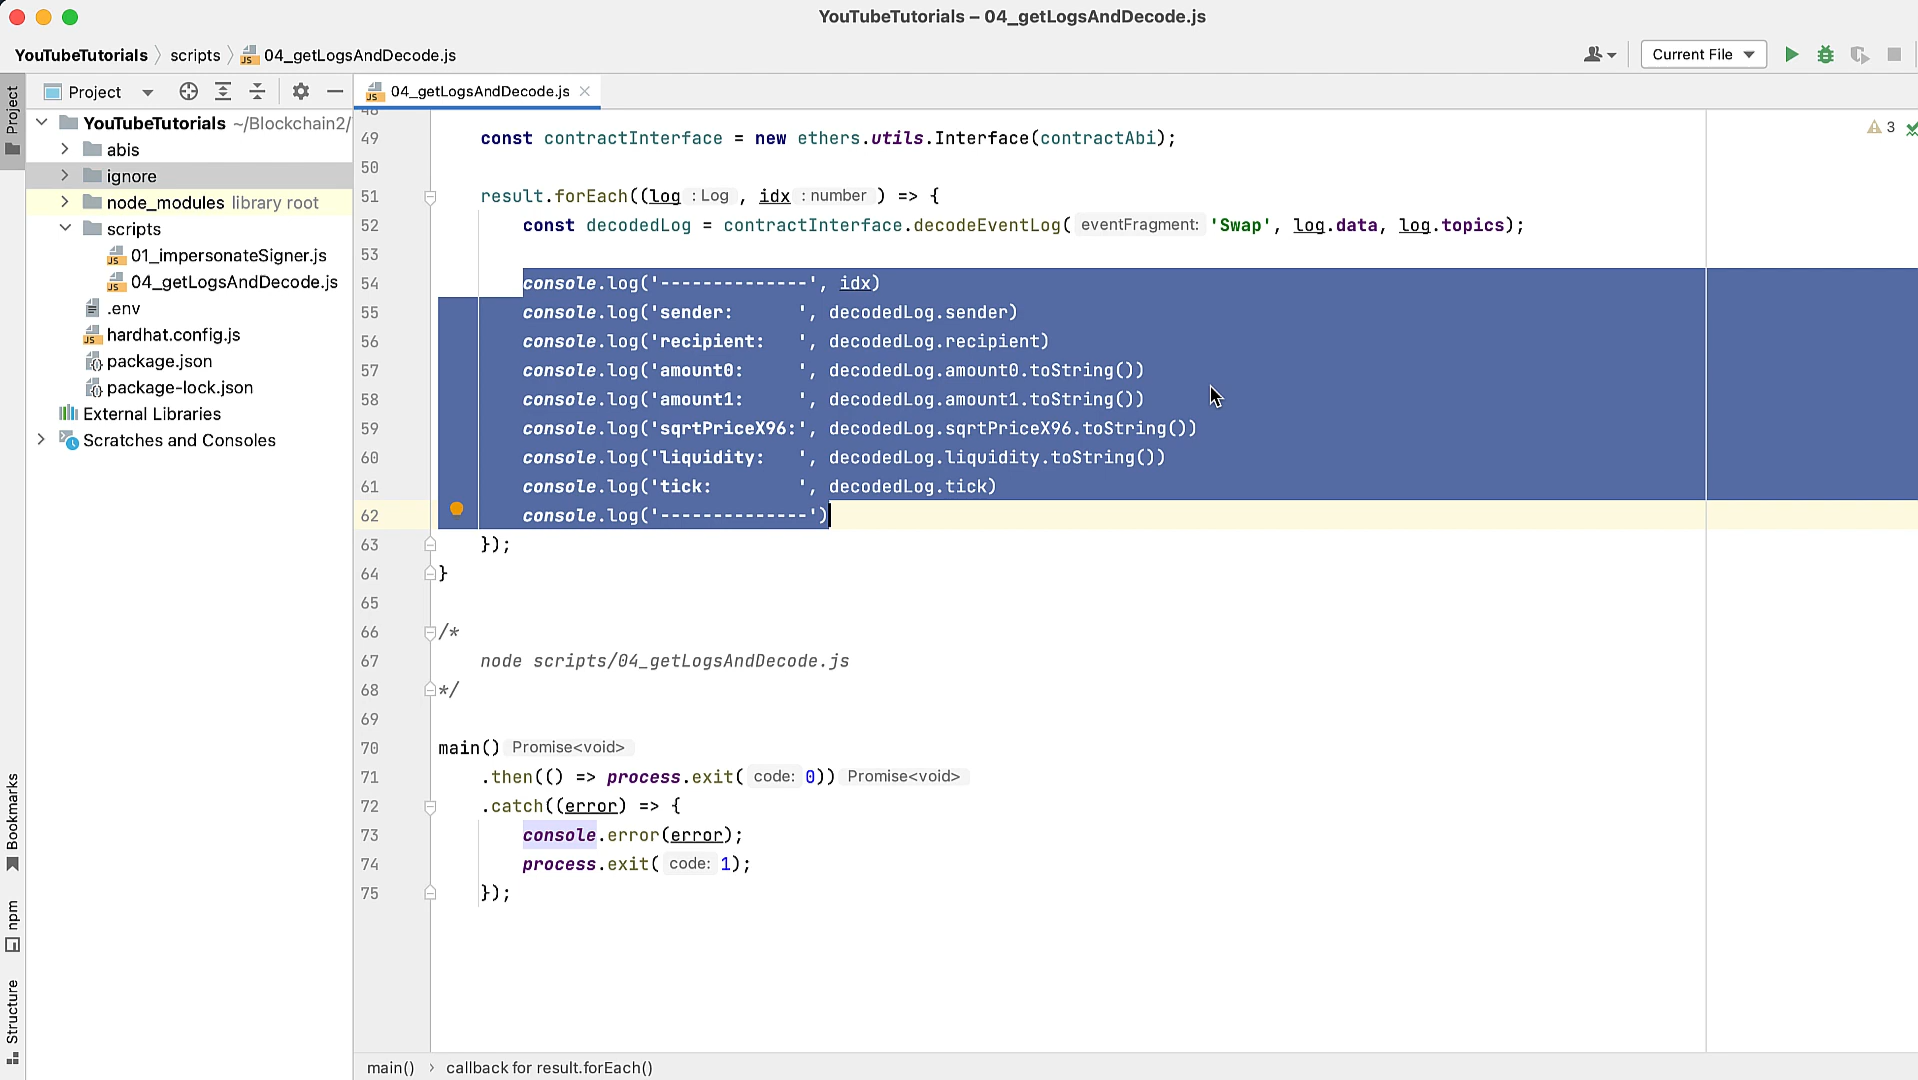 YouTubeTutorials – 04_getLogsAndDecode.js
YouTubeTutorials
scripts
04_getLogsAndDecode.js
Current File
Project
Project
04_getLogsAndDecode.js
YouTubeTutorials ~/Blockchain2/
abis
ignore
node_modules library root
scripts
01_impersonateSigner.js
04_getLogsAndDecode.js
.env
hardhat.config.js
package.json
package-lock.json
External Libraries
Scratches and Consoles
Bookmarks
npm
Structure
3
48
49 const contractInterface = new ethers.utils.Interface(contractAbi);
50
51 result.forEach((log : Log , idx : number ) => {
52 const decodedLog = contractInterface.decodeEventLog( eventFragment: 'Swap', log.data, log.topics);
53
54 console.log('--------------', idx)
55 console.log('sender:      ', decodedLog.sender)
56 console.log('recipient:   ', decodedLog.recipient)
57 console.log('amount0:     ', decodedLog.amount0.toString())
58 console.log('amount1:     ', decodedLog.amount1.toString())
59 console.log('sqrtPriceX96:', decodedLog.sqrtPriceX96.toString())
60 console.log('liquidity:   ', decodedLog.liquidity.toString())
61 console.log('tick:        ', decodedLog.tick)
62 console.log('--------------')
63 });
64 }
65
66 /*
67 node scripts/04_getLogsAndDecode.js
68 */
69
70 main() Promise<void>
71 .then(() => process.exit( code: 0)) Promise<void>
72 .catch((error) => {
73 console.error(error);
74 process.exit( code: 1);
75 });
main() › callback for result.forEach()